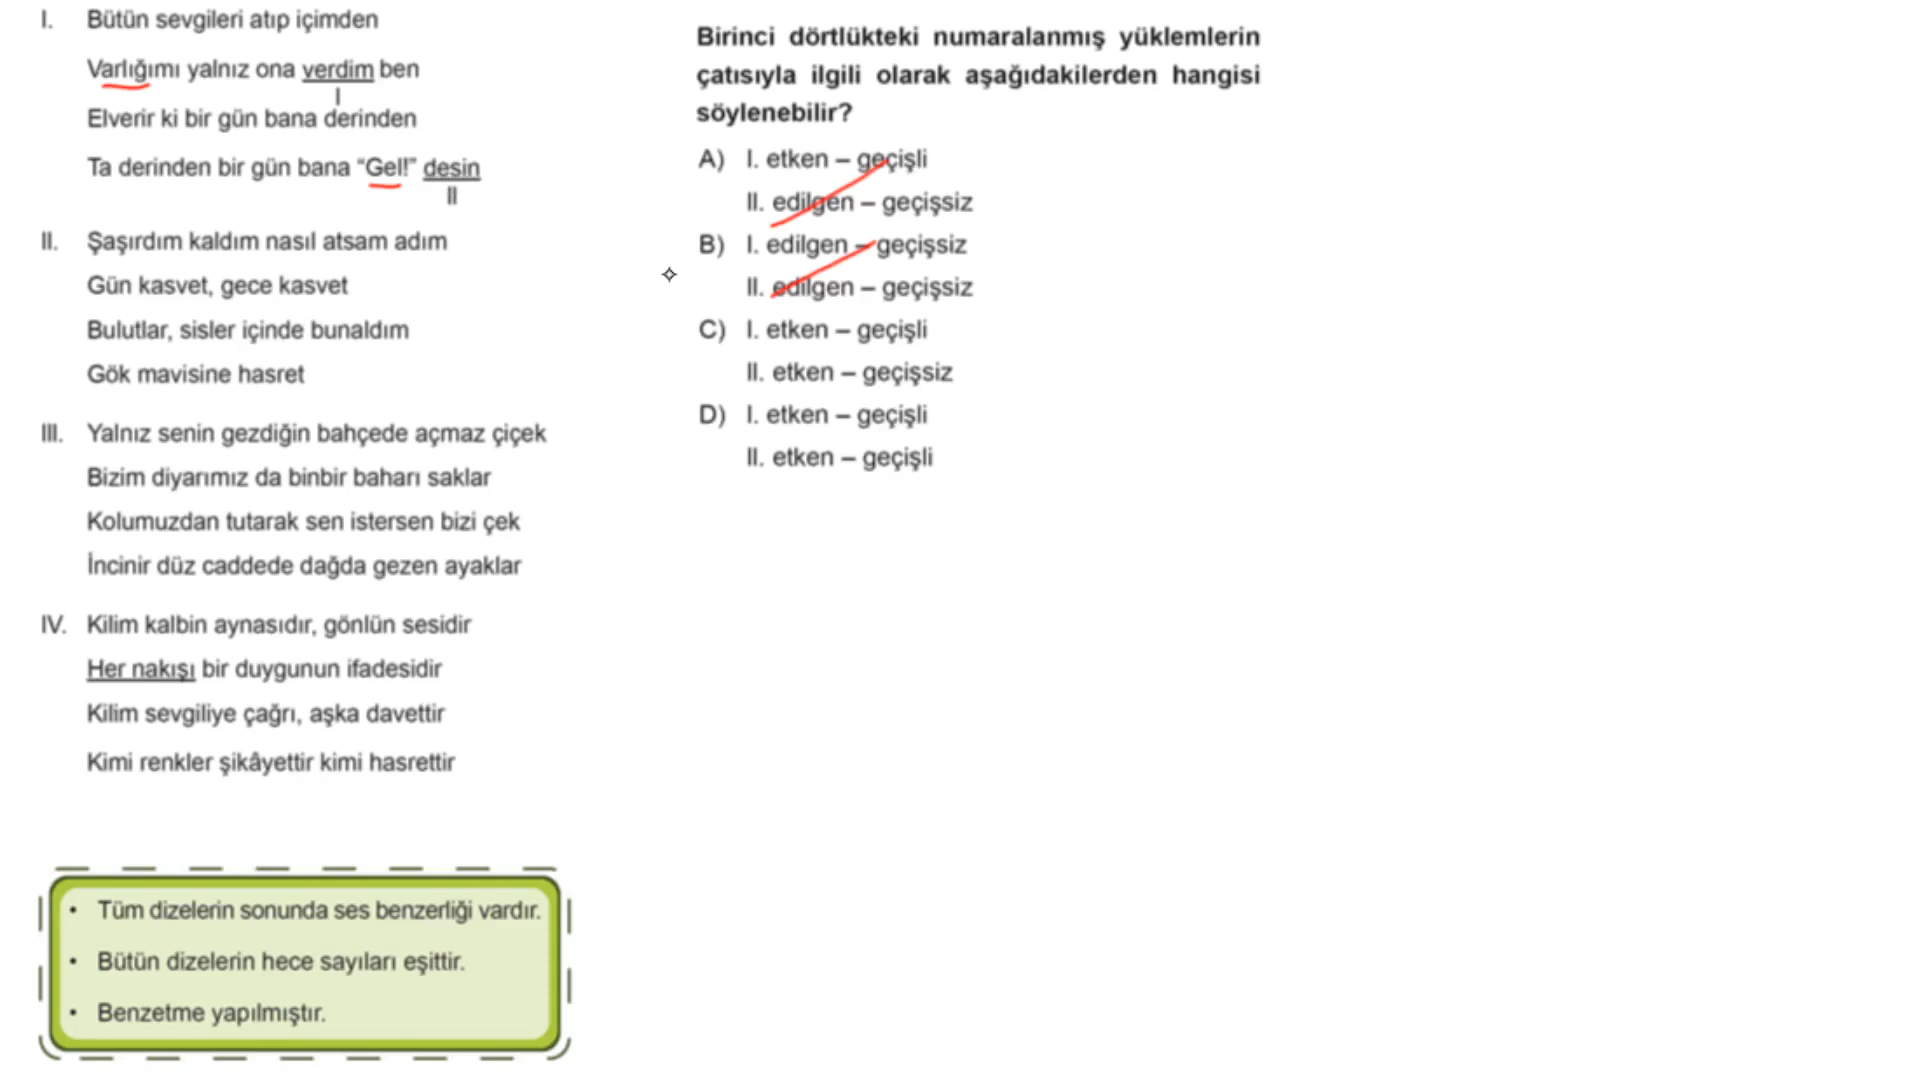 I. Bütün sevgileri atıp içimden
Varlığımı yalnız ona verdim ben
I
Elverir ki bir gün bana derinden
Ta derinden bir gün bana “Gel!” desin
II
II. Şaşırdım kaldım nasıl atsam adım
Gün kasvet, gece kasvet
Bulutlar, sisler içinde bunaldım
Gök mavisine hasret
III. Yalnız senin gezdiğin bahçede açmaz çiçek
Bizim diyarımız da binbir baharı saklar
Kolumuzdan tutarak sen istersen bizi çek
İncinir düz caddede dağda gezen ayaklar
IV. Kilim kalbin aynasıdır, gönlün sesidir
Her nakışı bir duygunun ifadesidir
Kilim sevgiliye çağrı, aşka davettir
Kimi renkler şikâyettir kimi hasrettir
• Tüm dizelerin sonunda ses benzerliği vardır.
• Bütün dizelerin hece sayıları eşittir.
• Benzetme yapılmıştır.
Birinci dörtlükteki numaralanmış yüklemlerin
çatısıyla ilgili olarak aşağıdakilerden hangisi
söylenebilir?
A) I. etken – geçişli
II. edilgen – geçişsiz
B) I. edilgen – geçişsiz
II. edilgen – geçişsiz
C) I. etken – geçişli
II. etken – geçişsiz
D) I. etken – geçişli
II. etken – geçişli